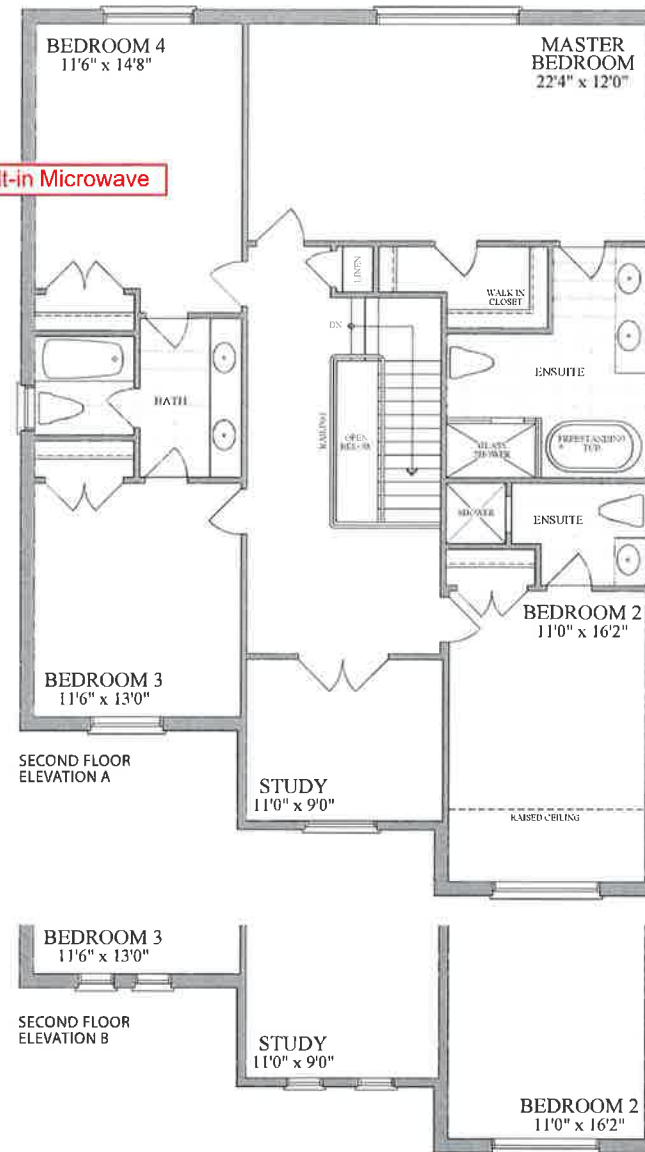 BEDROOM 4
11'6" x 14'8"
MASTER
BEDROOM
22'4" x 12'0"
lt-in Microwave
LINEN
WALK IN
CLOSET
DN
ENSUITE
BATH
RAILING
OPEN
BELOW
GLASS
SHOWER
FREESTANDING
TUB
SHOWER
ENSUITE
BEDROOM 2
11'0" x 16'2"
BEDROOM 3
11'6" x 13'0"
SECOND FLOOR
ELEVATION A
STUDY
11'0" x 9'0"
RAISED CEILING
BEDROOM 3
11'6" x 13'0"
SECOND FLOOR
ELEVATION B
STUDY
11'0" x 9'0"
BEDROOM 2
11'0" x 16'2"